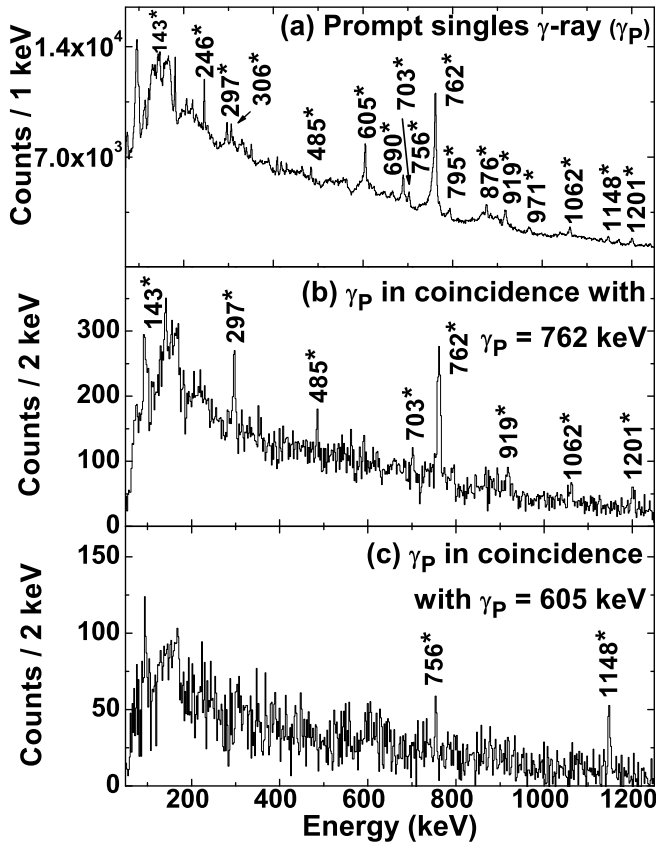 (a) Prompt singles γ-ray (γP)
Counts / 1 keV
1.4x10⁴
7.0x10³
143*
246*
297*
306*
485*
605*
690*
703*
756*
762*
795*
876*
919*
971*
1062*
1148*
1201*
(b) γP in coincidence with
γP = 762 keV
Counts / 2 keV
300
200
100
0
143*
297*
485*
703*
762*
919*
1062*
1201*
(c) γP in coincidence
with γP = 605 keV
Counts / 2 keV
150
100
50
0
756*
1148*
200 400 600 800 1000 1200
Energy (keV)